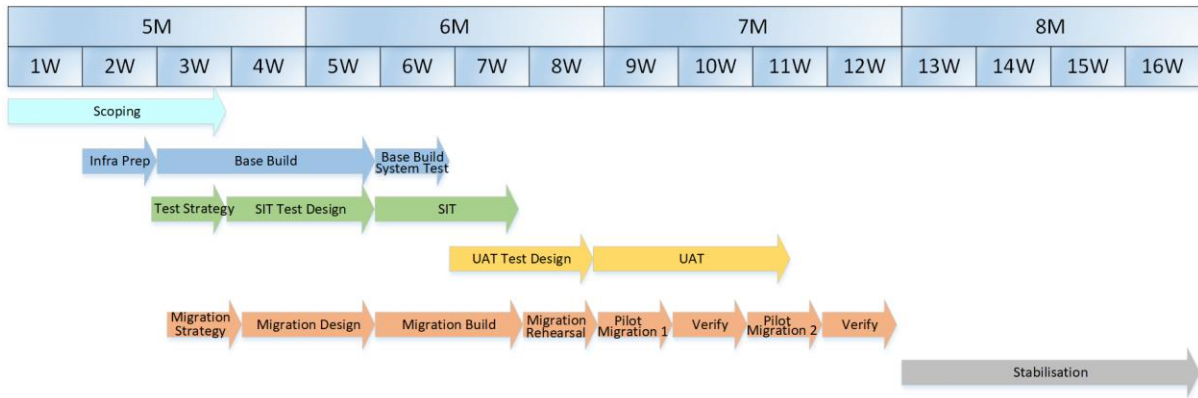 5M 6M 7M 8M
1W 2W 3W 4W 5W 6W 7W 8W 9W 10W 11W 12W 13W 14W 15W 16W
Scoping
Infra Prep
Base Build
Base Build
System Test
Test Strategy
SIT Test Design
SIT
UAT Test Design
UAT
Migration
Strategy
Migration Design
Migration Build
Migration
Rehearsal
Pilot
Migration 1
Verify
Pilot
Migration 2
Verify
Stabilisation